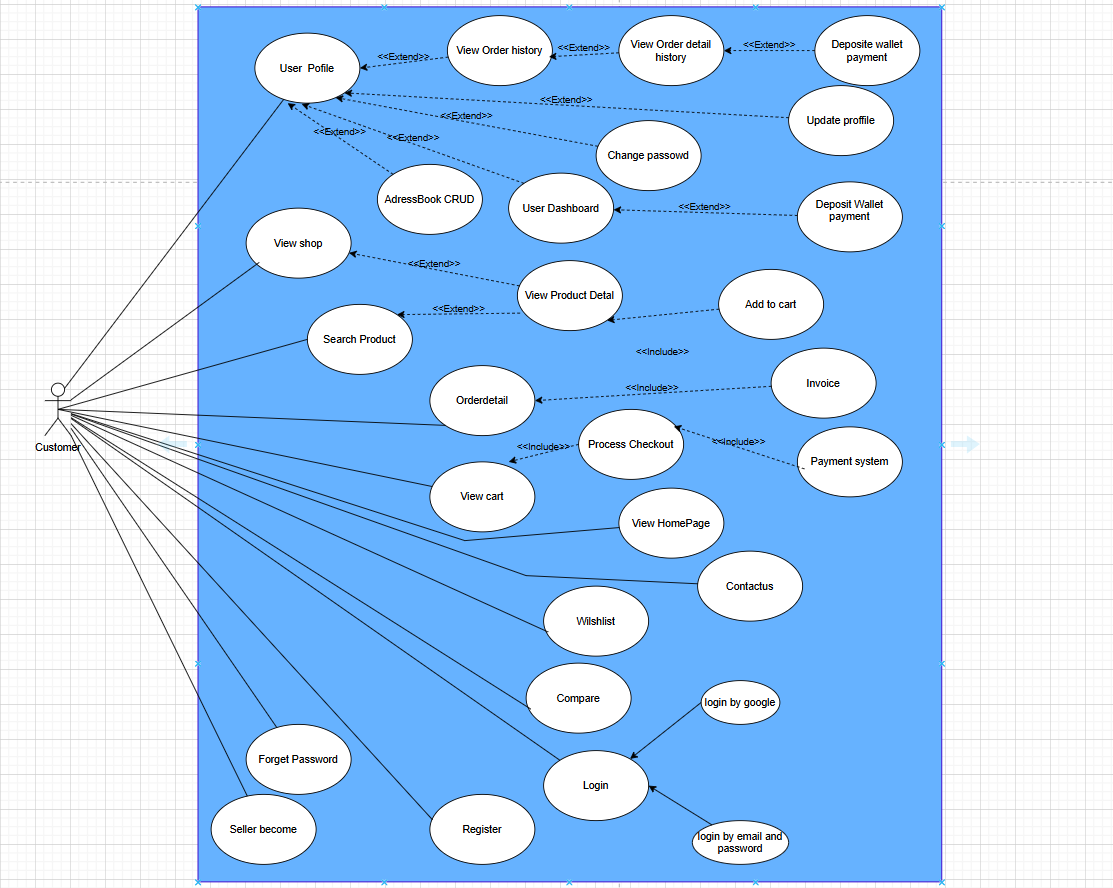 User  Pofile
View Order history
View Order detail
history
Deposite wallet
payment
<<Extend>>
<<Extend>>
<<Extend>>
<<Extend>>
Update proffile
<<Extend>>
Change passowd
<<Extend>>
<<Extend>>
AdressBook CRUD
User Dashboard
<<Extend>>
Deposit Wallet
payment
View shop
<<Extend>>
View Product Detal
Add to cart
<<Extend>>
Search Product
<<Include>>
Orderdetail
<<Include>>
Invoice
Customer
<<Include>>
Process Checkout
<<Include>>
Payment system
View cart
View HomePage
Contactus
Wilshlist
Compare
login by google
Forget Password
Login
Seller become
Register
login by email and
password